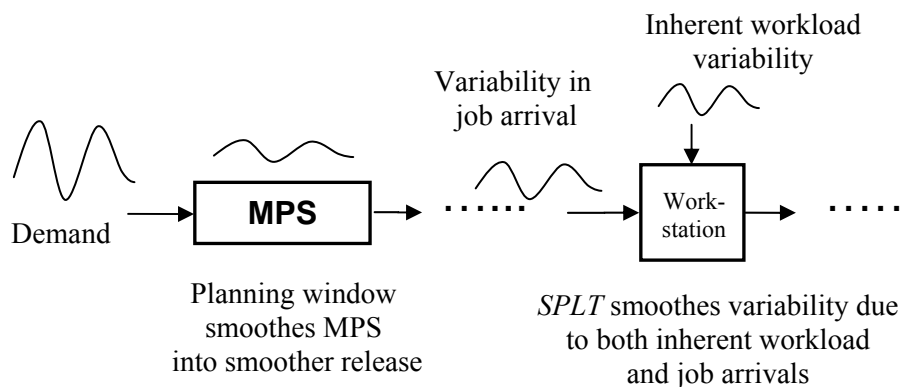 Inherent workload
variability
Variability in
job arrival
Demand
MPS
......
Work-
station
.....
Planning window
smoothes MPS
into smoother release
SPLT smoothes variability due
to both inherent workload
and job arrivals